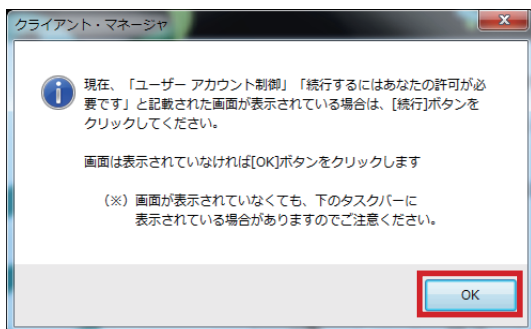 クライアント・マネージャ
現在、「ユーザー アカウント制御」「続行するにはあなたの許可が必
要です」と記載された画面が表示されている場合は、[続行]ボタンを
クリックしてください。
画面は表示されていなければ[OK]ボタンをクリックします
（※）画面が表示されていなくても、下のタスクバーに
表示されている場合がありますのでご注意ください。
OK